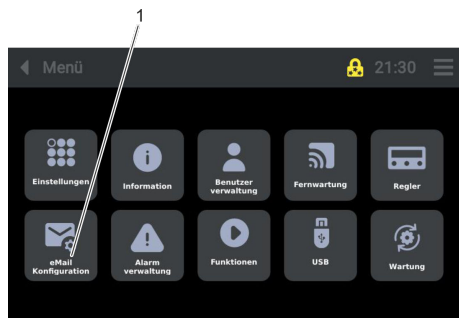 1
Menü 21:30
Einstellungen Information Benutzer verwaltung Fernwartung Regler
eMail Konfiguration Alarm verwaltung Funktionen USB Wartung